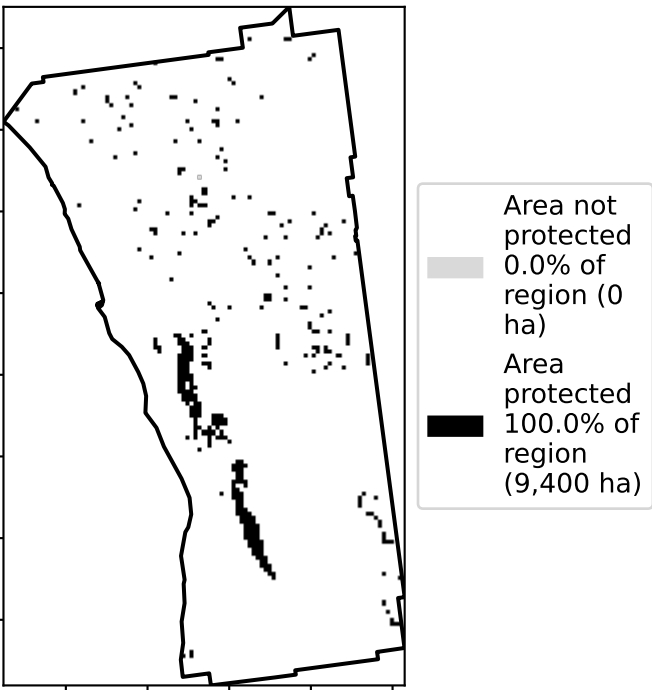 Area not
protected
0.0% of
region (0
ha)
Area
protected
100.0% of
region
(9,400 ha)